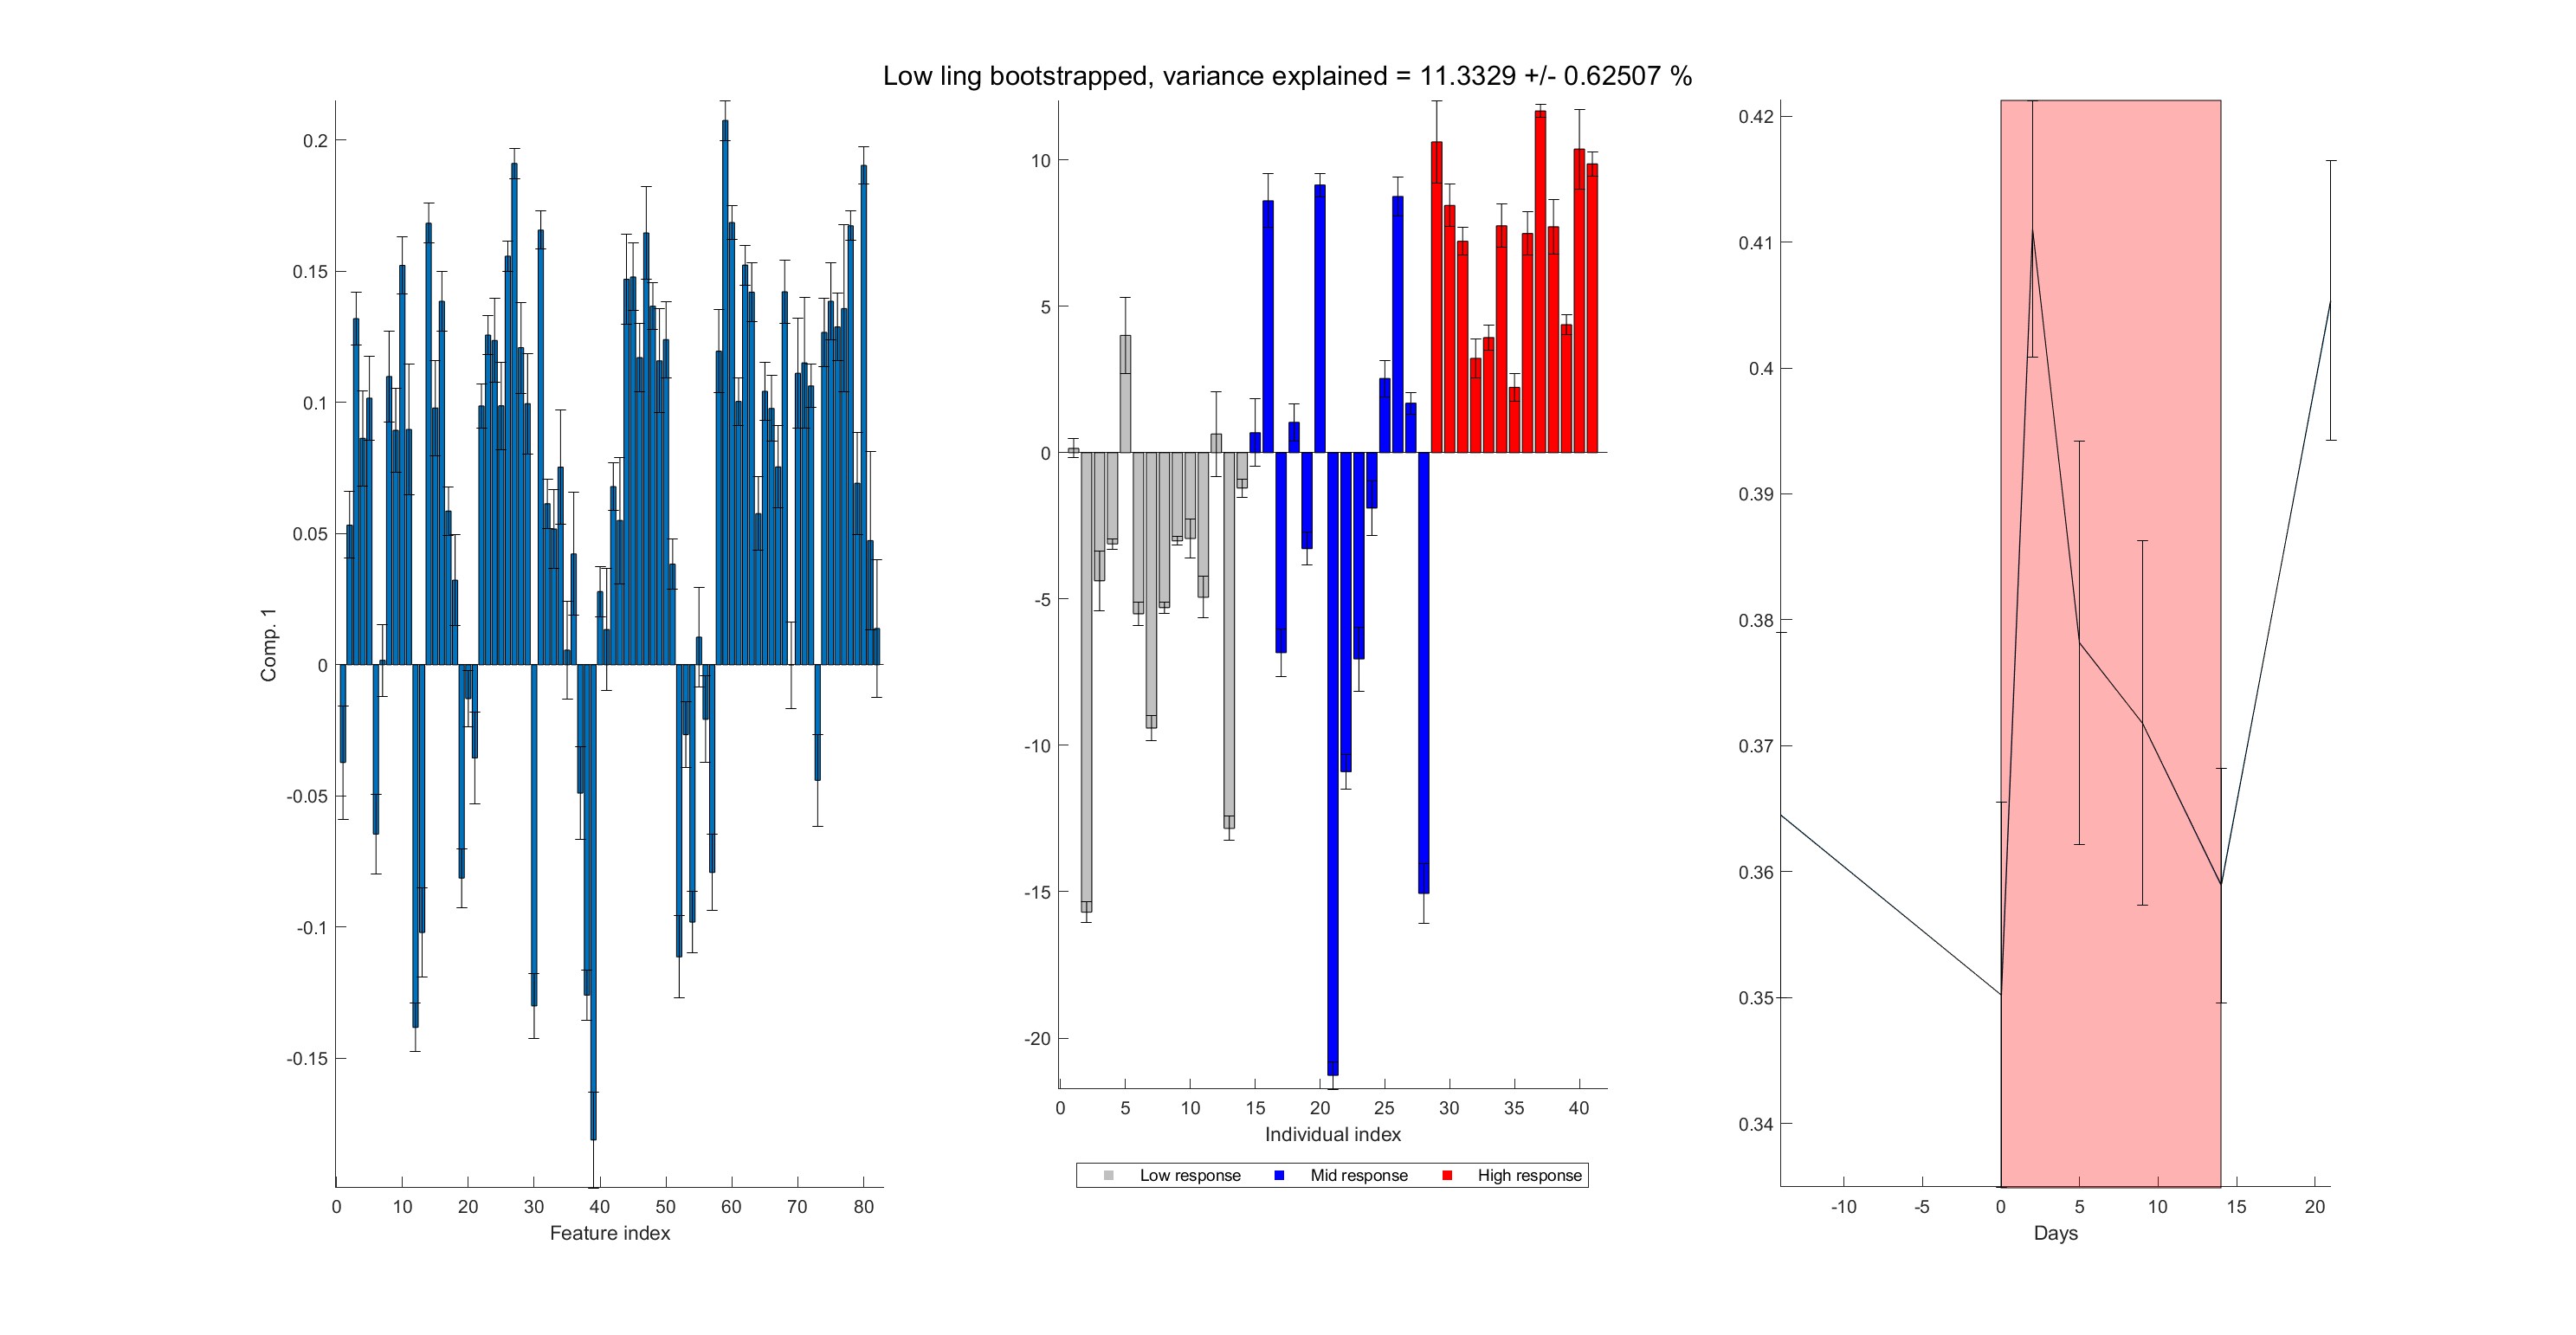 Low ling bootstrapped, variance explained = 11.3329 +/- 0.62507 %
Comp. 1
0.2
0.15
0.1
0.05
0
-0.05
-0.1
-0.15
0 10 20 30 40 50 60 70 80
Feature index
10
5
0
-5
-10
-15
-20
0 5 10 15 20 25 30 35 40
Individual index
Low response Mid response High response
0.42
0.41
0.4
0.39
0.38
0.37
0.36
0.35
0.34
-10 -5 0 5 10 15 20
Days